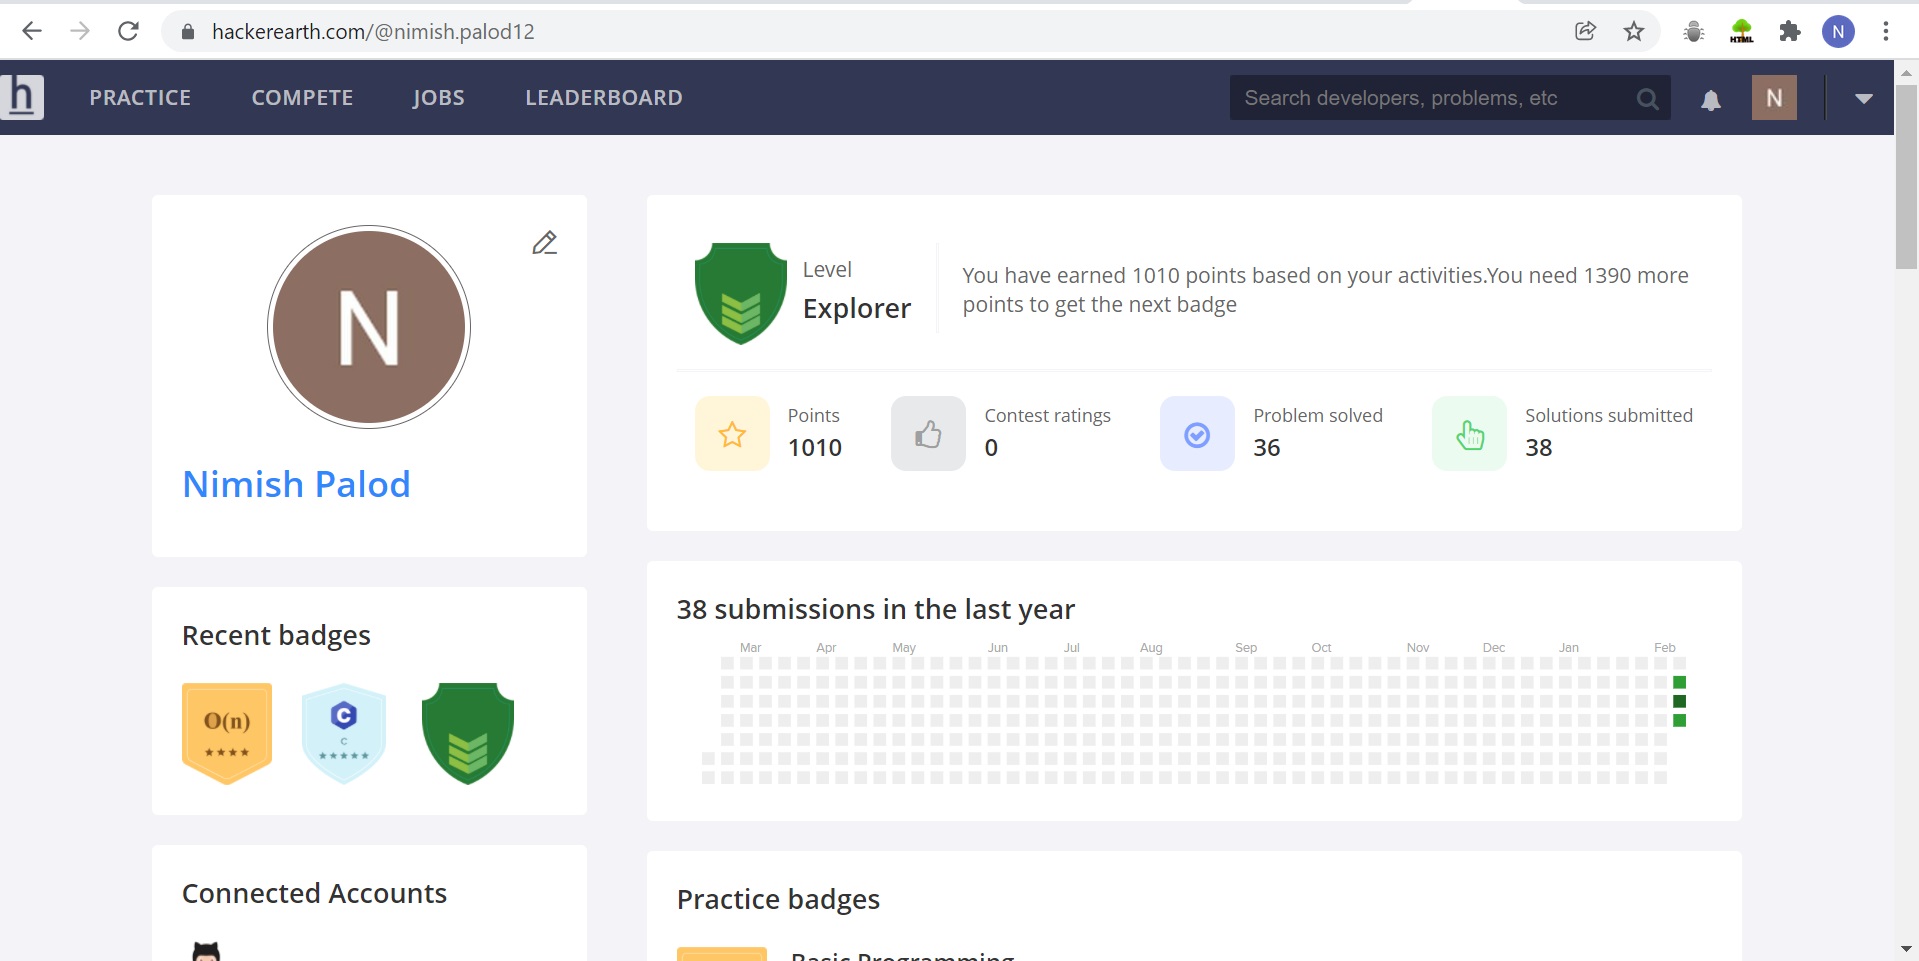 hackerearth.com/@nimish.palod12
HTML
N
h
PRACTICE
COMPETE
JOBS
LEADERBOARD
Search developers, problems, etc
N
N
Nimish Palod
Level
Explorer
You have earned 1010 points based on your activities.You need 1390 more
points to get the next badge
Points
1010
Contest ratings
0
Problem solved
36
Solutions submitted
38
Recent badges
O(n)
C
C
38 submissions in the last year
Mar Apr May Jun Jul Aug Sep Oct Nov Dec Jan Feb
Connected Accounts
Practice badges
Basic Programming